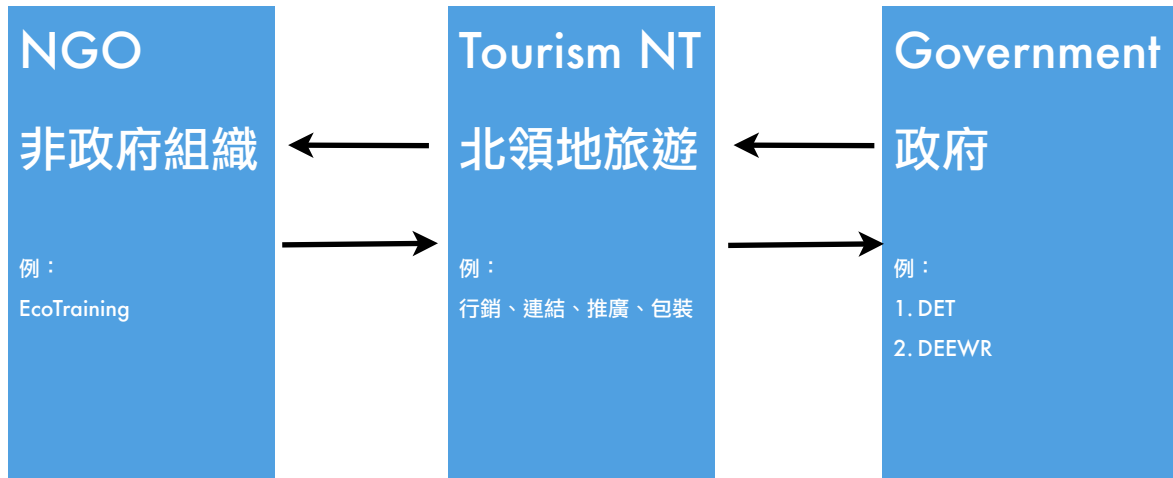 NGO
非政府組織
例：
EcoTraining
Tourism NT
北領地旅遊
例：
行銷、連結、推廣、包裝
Government
政府
例：
1. DET
2. DEEWR